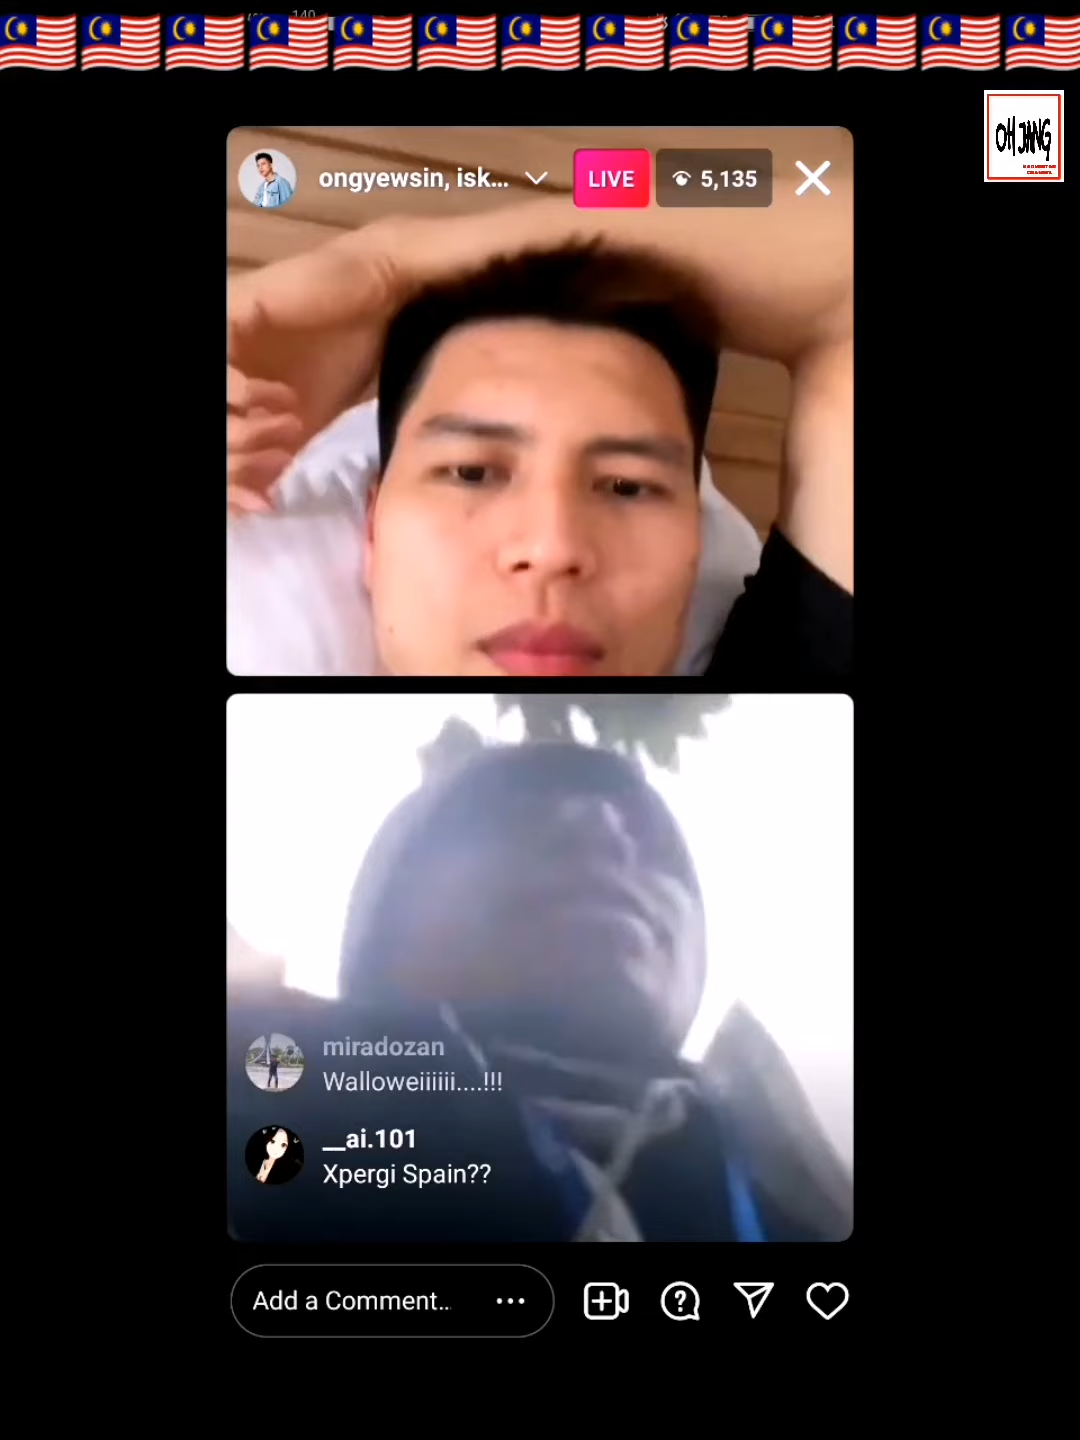 OH JANG
ongyewsin, isk...
LIVE
5,135
miradozan
Walloweiiiiii....!!!
__ai.101
Xpergi Spain??
Add a Comment...